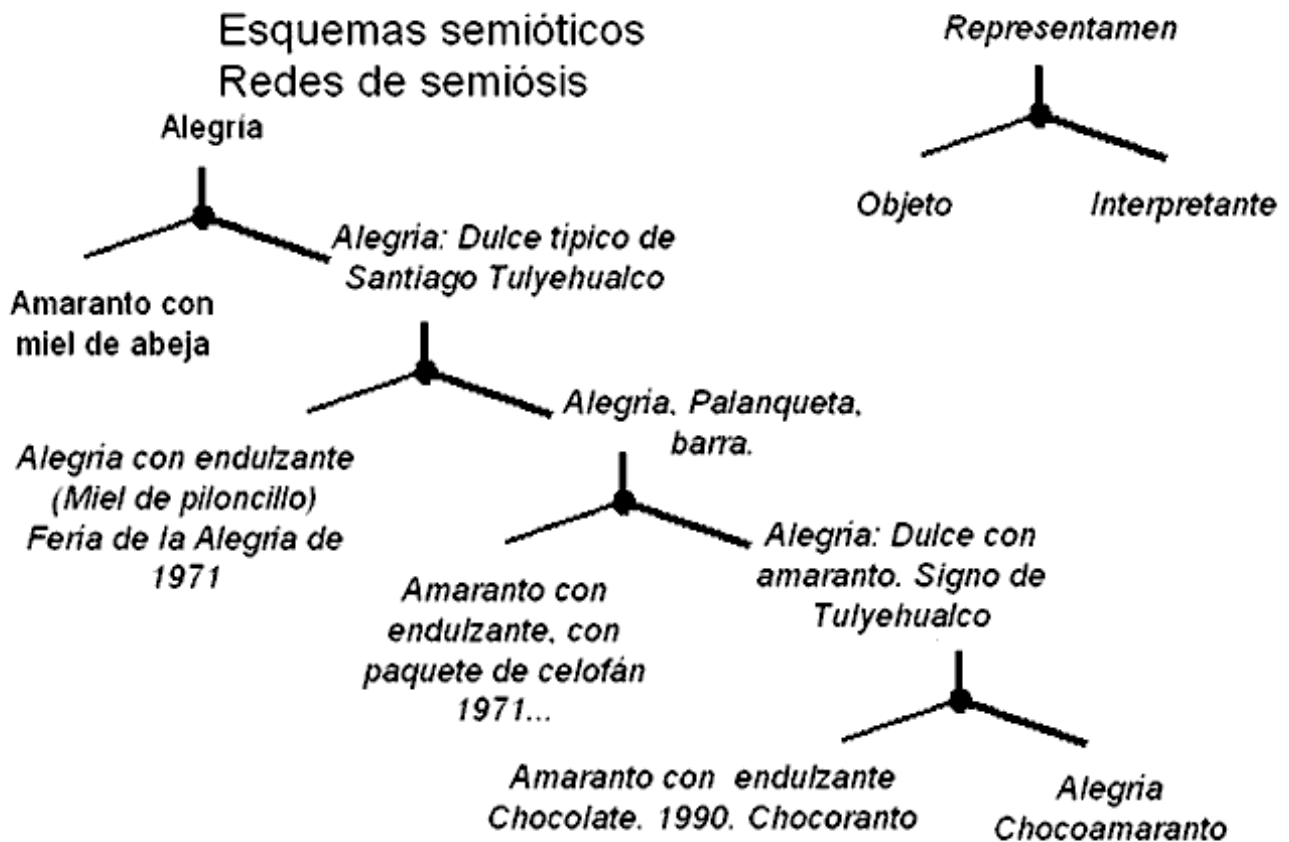 Esquemas semióticos
Redes de semiósis
Representamen
Objeto
Interpretante
Alegría
Amaranto con
miel de abeja
Alegria: Dulce tipico de
Santiago Tulyehualco
Alegria con endulzante
(Miel de piloncillo)
Feria de la Alegria de
1971
Alegria, Palanqueta,
barra.
Amaranto con
endulzante, con
paquete de celofán
1971...
Alegria: Dulce con
amaranto. Signo de
Tulyehualco
Amaranto con endulzante
Chocolate. 1990. Chocoranto
Alegria
Chocoamaranto